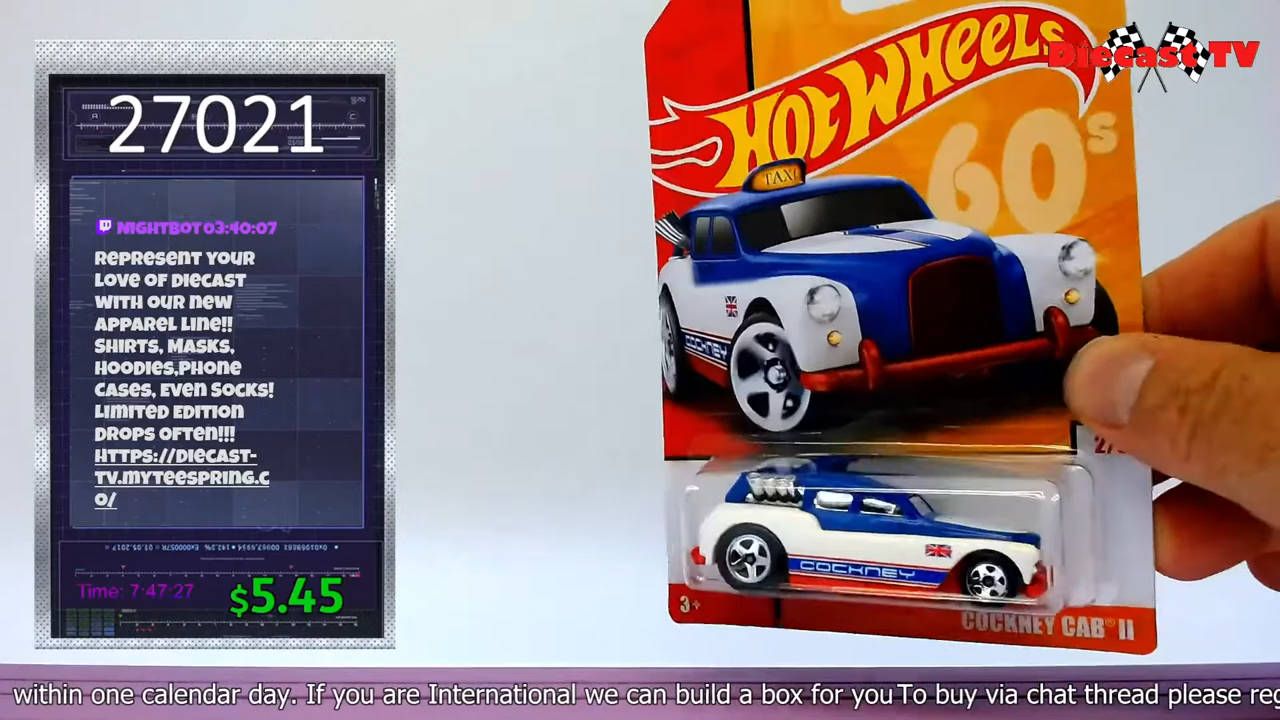 27021
NIGHTBOT 03:40:07
REPRESENT YOUR
LOVE OF DIECAST
WITH OUR NEW
APPAREL LINE!!
SHIRTS, MASKS,
HOODIES,PHONE
CASES, EVEN SOCKS!
LIMITED EDITION
DROPS OFTEN!!!
HTTPS://DIECAST-
TV.MYTEESPRING.C
O/
Time: 7:47:27
$5.45
Diecast TV
HOT WHEELS
60s
TAXI
COCKNEY
COCKNEY
3+
COCKNEY CAB® II
within one calendar day. If you are International we can build a box for you To buy via chat thread please reg